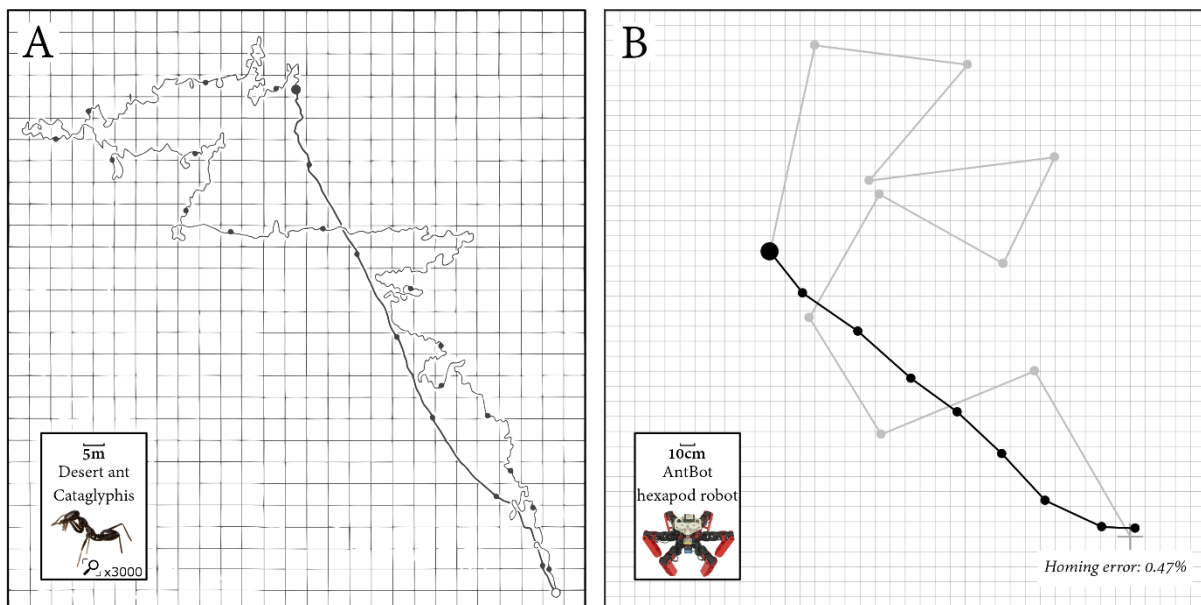 A
5m
Desert ant
Cataglyphis
x3000
B
10cm
AntBot
hexapod robot
Homing error: 0.47%